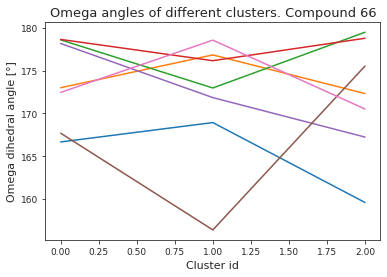 Omega angles of different clusters. Compound 66
Omega dihedral angle [°]
180
175
170
165
160
0.00 0.25 0.50 0.75 1.00 1.25 1.50 1.75 2.00
Cluster id